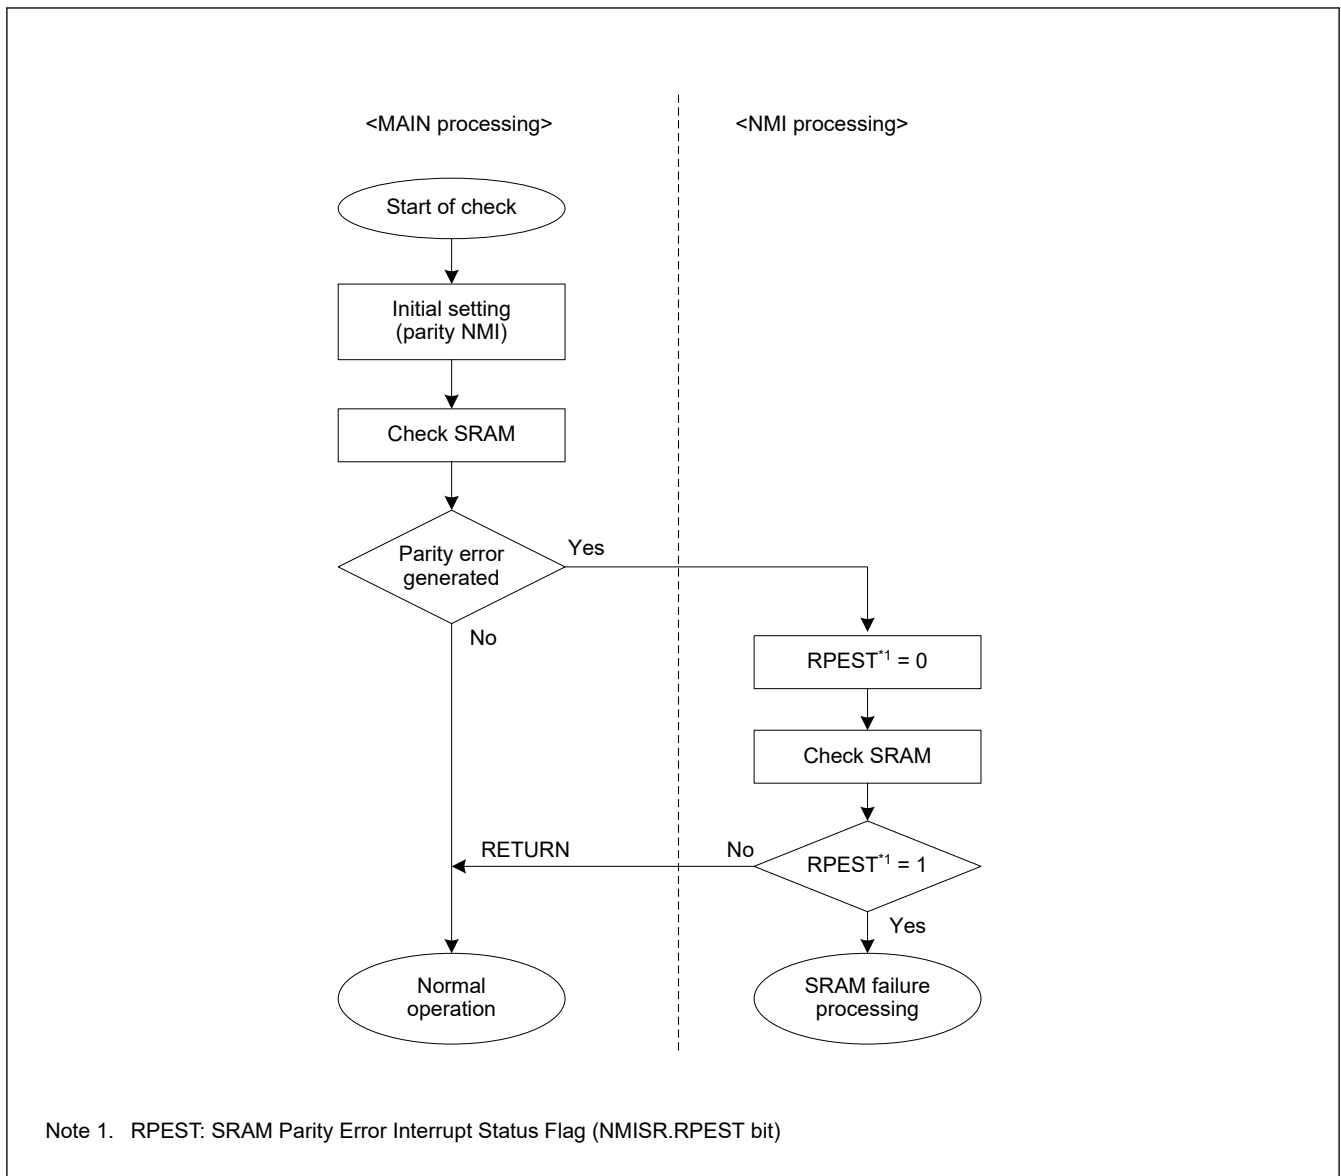 <MAIN processing>
<NMI processing>
Start of check
Initial setting
(parity NMI)
Check SRAM
Parity error
generated
Yes
No
RPEST*1 = 0
Check SRAM
RPEST*1 = 1
No
RETURN
Yes
Normal
operation
SRAM failure
processing
Note 1. RPEST: SRAM Parity Error Interrupt Status Flag (NMISR.RPEST bit)